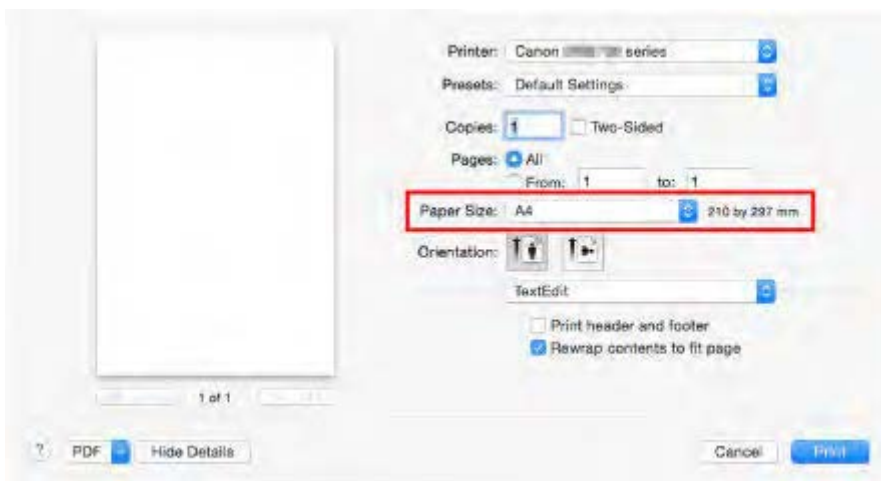 Printer: Canon series
Presets: Default Settings
Copies: 1 Two-Sided
Pages: All
From: 1 to: 1
Paper Size: A4 210 by 297 mm
Orientation:
TextEdit
Print header and footer
Rewrap contents to fit page
1 of 1
? PDF Hide Details Cancel Print